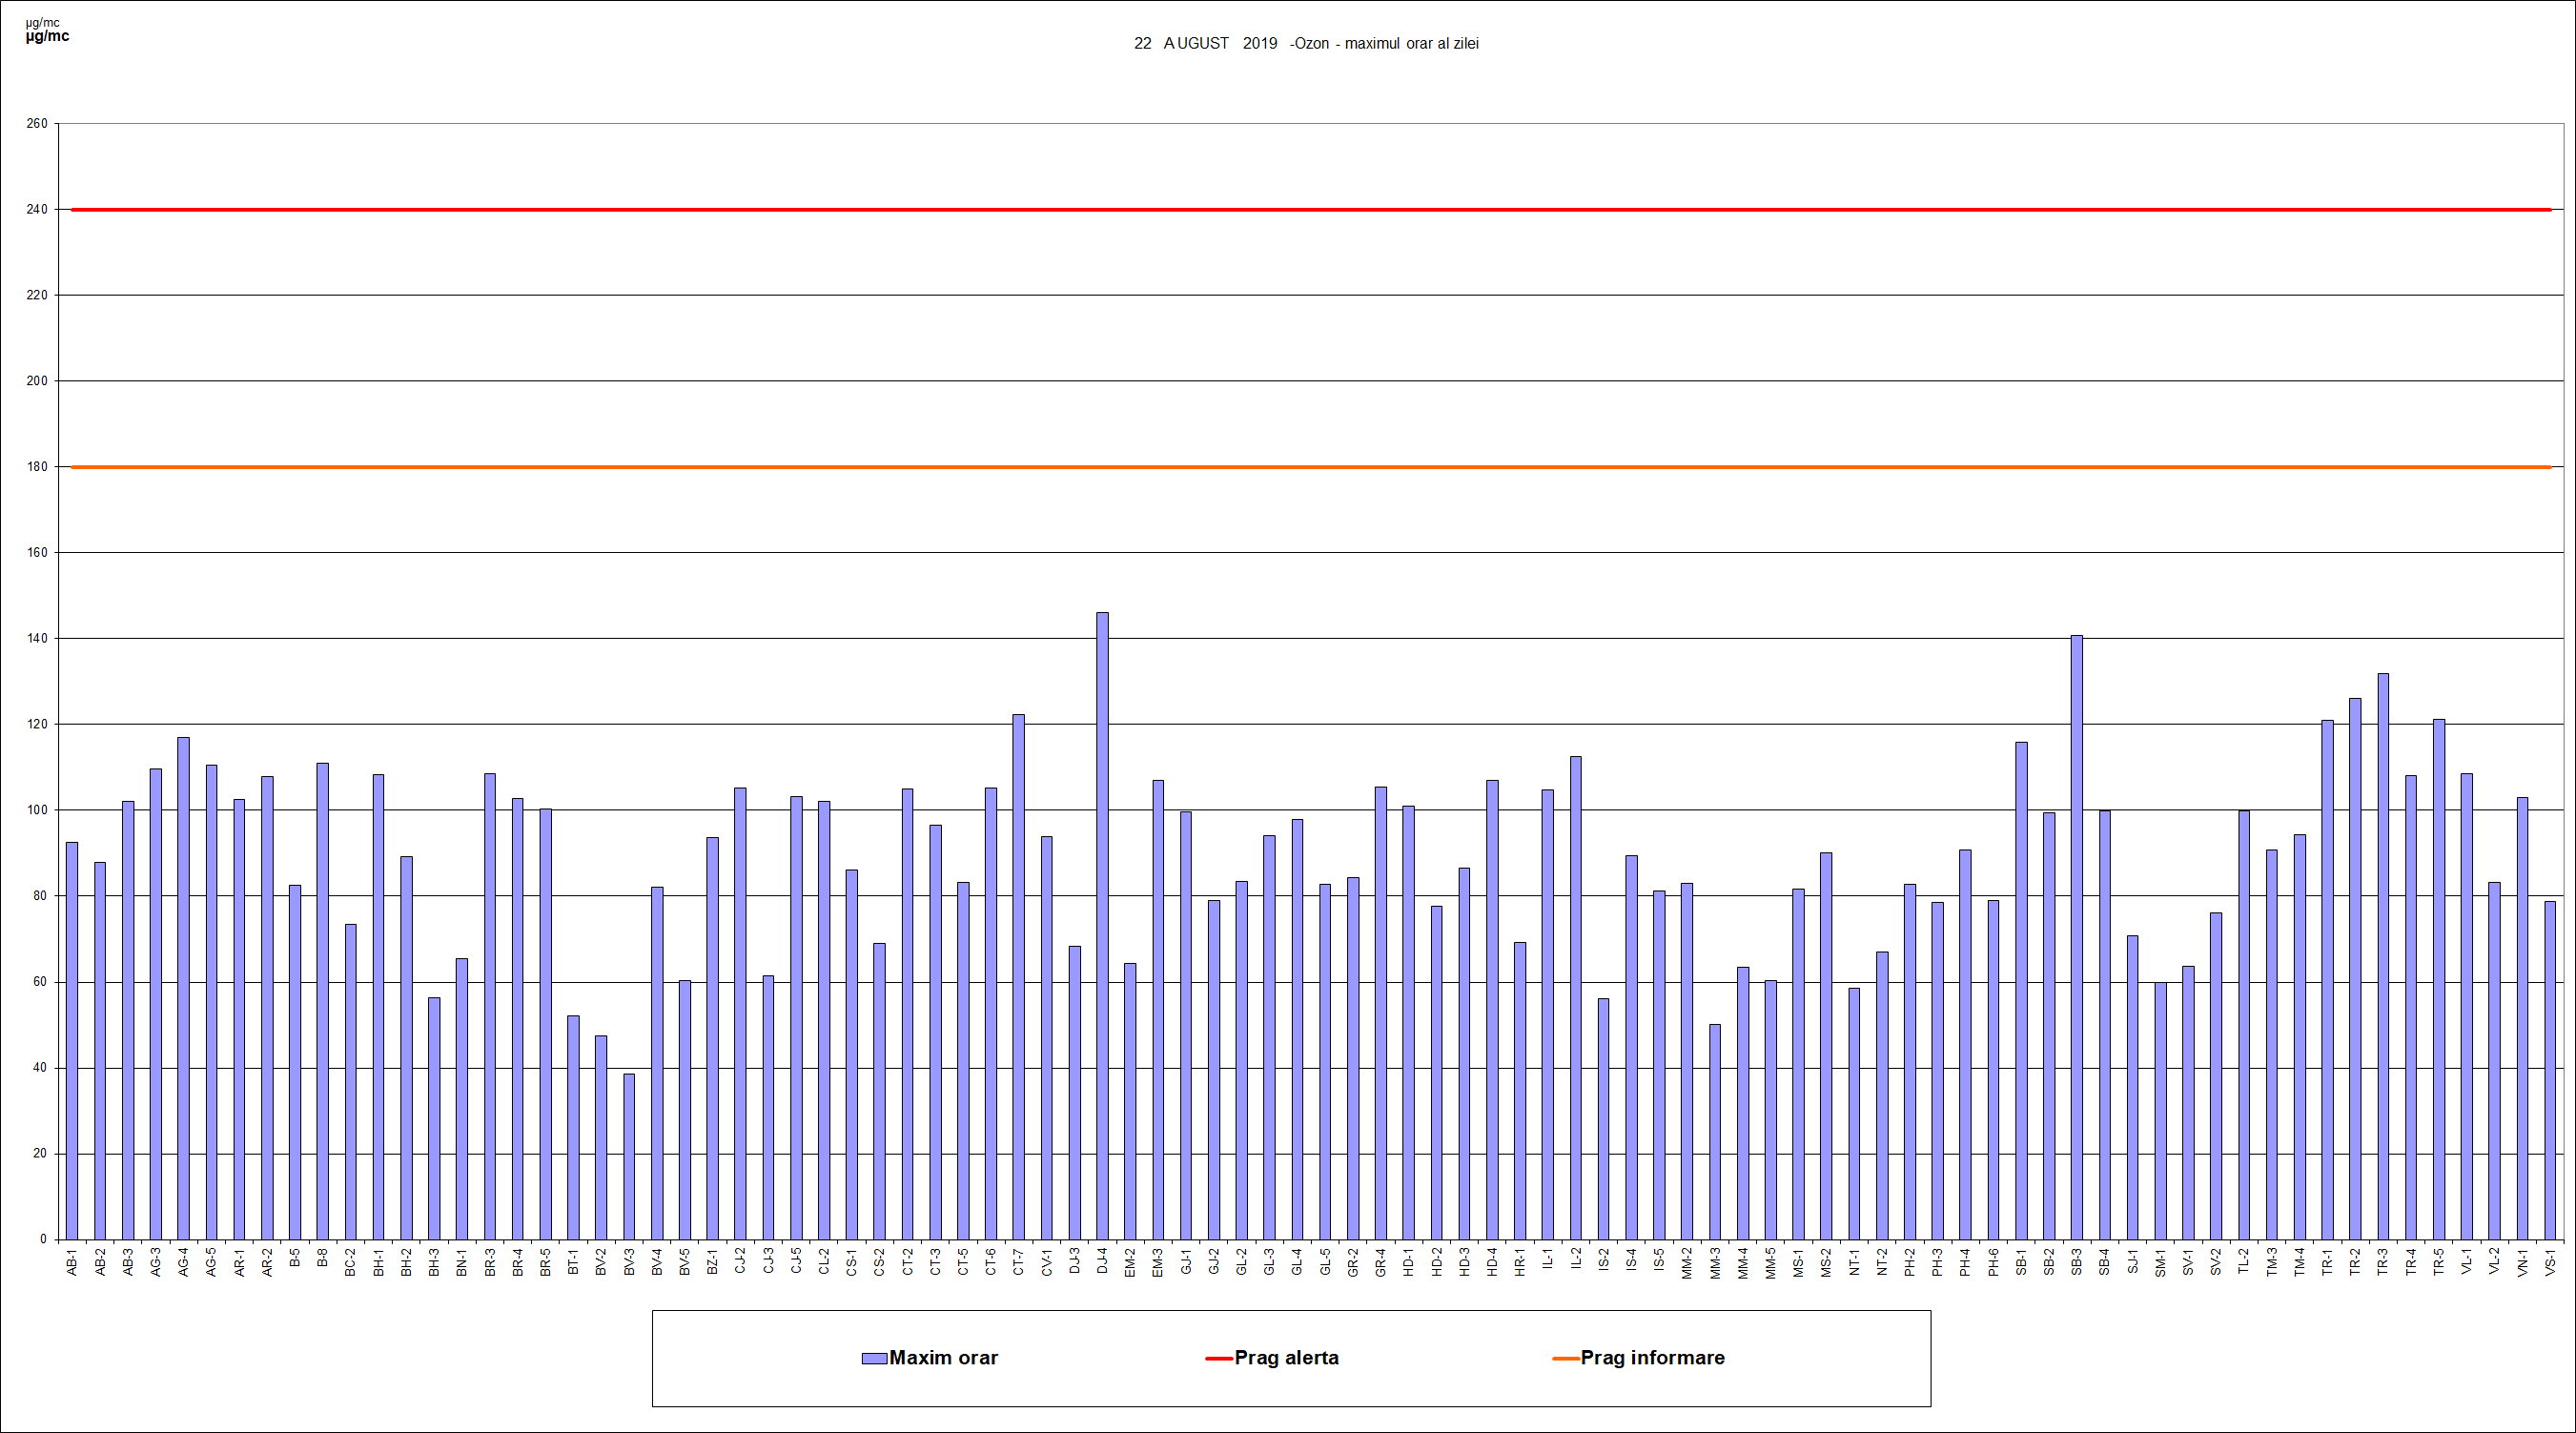 µg/mc
µg/mc
22 AUGUST 2019 -Ozon - maximul orar al zilei
260
240
220
200
180
160
140
120
100
80
60
40
20
0
AB-1
AB-2
AB-3
AG-3
AG-4
AG-5
AR-1
AR-2
B-5
B-8
BC-2
BH-1
BH-2
BH-3
BN-1
BR-3
BR-4
BR-5
BT-1
BV-2
BV-3
BV-4
BV-5
BZ-1
CJ-2
CJ-3
CJ-5
CL-2
CS-1
CS-2
CT-2
CT-3
CT-5
CT-6
CT-7
CV-1
DJ-3
DJ-4
EM-2
EM-3
GJ-1
GJ-2
GL-2
GL-3
GL-4
GL-5
GR-2
GR-4
HD-1
HD-2
HD-3
HD-4
HR-1
IL-1
IL-2
IS-2
IS-4
IS-5
MM-2
MM-3
MM-4
MM-5
MS-1
MS-2
NT-1
NT-2
PH-2
PH-3
PH-4
PH-6
SB-1
SB-2
SB-3
SB-4
SJ-1
SM-1
SV-1
SV-2
TL-2
TM-3
TM-4
TR-1
TR-2
TR-3
TR-4
TR-5
VL-1
VL-2
VN-1
VS-1
Maxim orar
Prag alerta
Prag informare